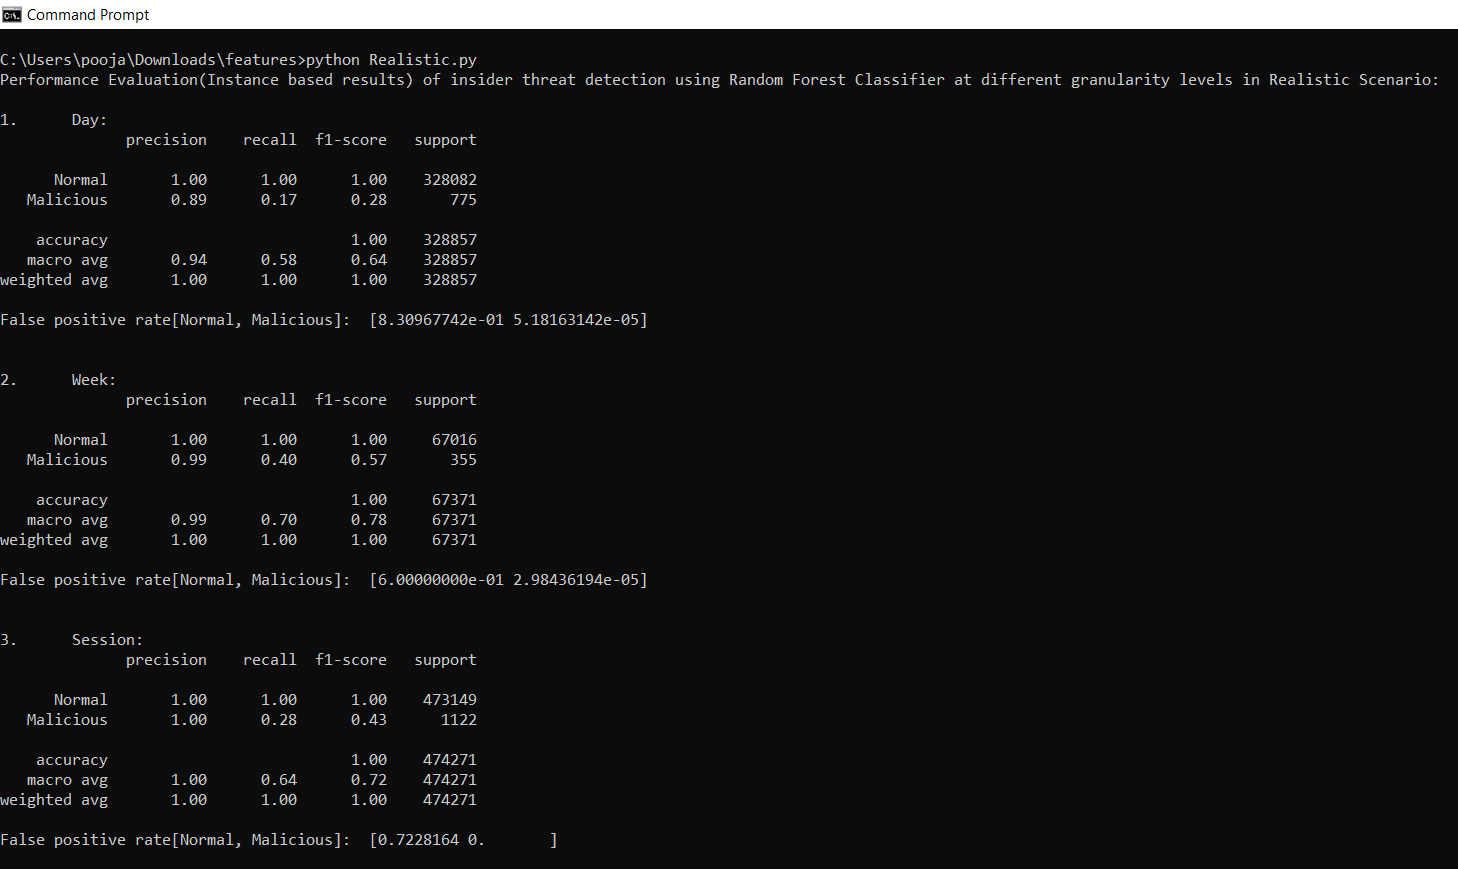 Command Prompt
C:\Users\pooja\Downloads\features>python Realistic.py
Performance Evaluation(Instance based results) of insider threat detection using Random Forest Classifier at different granularity levels in Realistic Scenario:
1. Day:
precision recall f1-score support
Normal 1.00 1.00 1.00 328082
Malicious 0.89 0.17 0.28 775
accuracy 1.00 328857
macro avg 0.94 0.58 0.64 328857
weighted avg 1.00 1.00 1.00 328857
False positive rate[Normal, Malicious]: [8.30967742e-01 5.18163142e-05]
2. Week:
precision recall f1-score support
Normal 1.00 1.00 1.00 67016
Malicious 0.99 0.40 0.57 355
accuracy 1.00 67371
macro avg 0.99 0.70 0.78 67371
weighted avg 1.00 1.00 1.00 67371
False positive rate[Normal, Malicious]: [6.00000000e-01 2.98436194e-05]
3. Session:
precision recall f1-score support
Normal 1.00 1.00 1.00 473149
Malicious 1.00 0.28 0.43 1122
accuracy 1.00 474271
macro avg 1.00 0.64 0.72 474271
weighted avg 1.00 1.00 1.00 474271
False positive rate[Normal, Malicious]: [0.7228164 0. ]